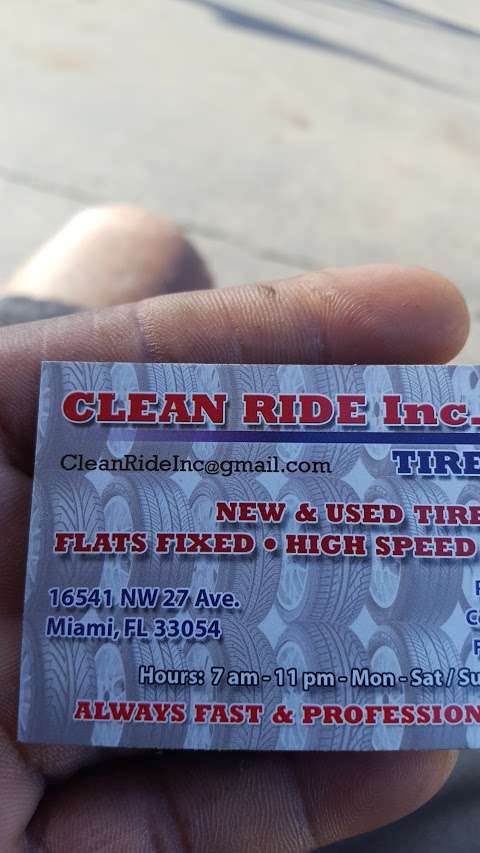 CLEAN RIDE Inc.
CleanRideInc@gmail.com
TIRE
NEW & USED TIRE
FLATS FIXED • HIGH SPEED
16541 NW 27 Ave.
Miami, FL 33054
Hours: 7 am - 11 pm - Mon - Sat / Su
ALWAYS FAST & PROFESSION